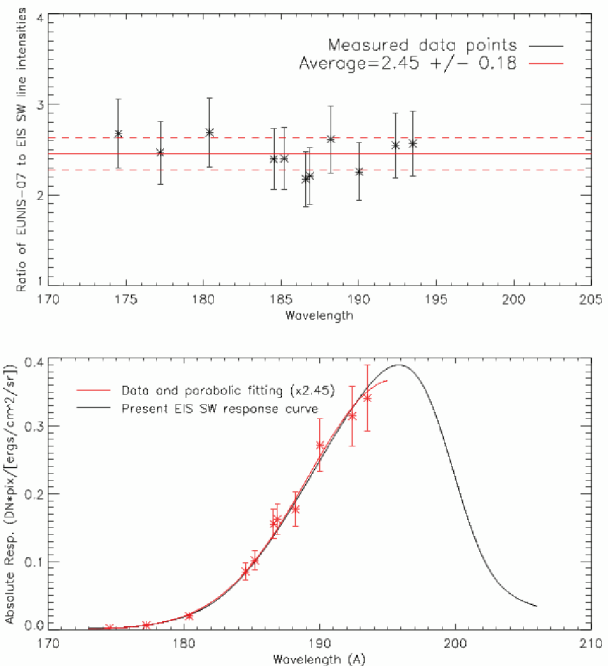 4
Measured data points
Average=2.45 +/- 0.18
3
2
1
Ratio of EUNIS-07 to EIS SW line intensities
170 175 180 185 190 195 200 205
Wavelength
0.4
Data and parabolic fitting (x2.45)
Present EIS SW response curve
0.3
0.2
0.1
0.0
Absolute Resp. (DN*pix/[ergs/cm2/sr])
170 180 190 200 210
Wavelength (A)